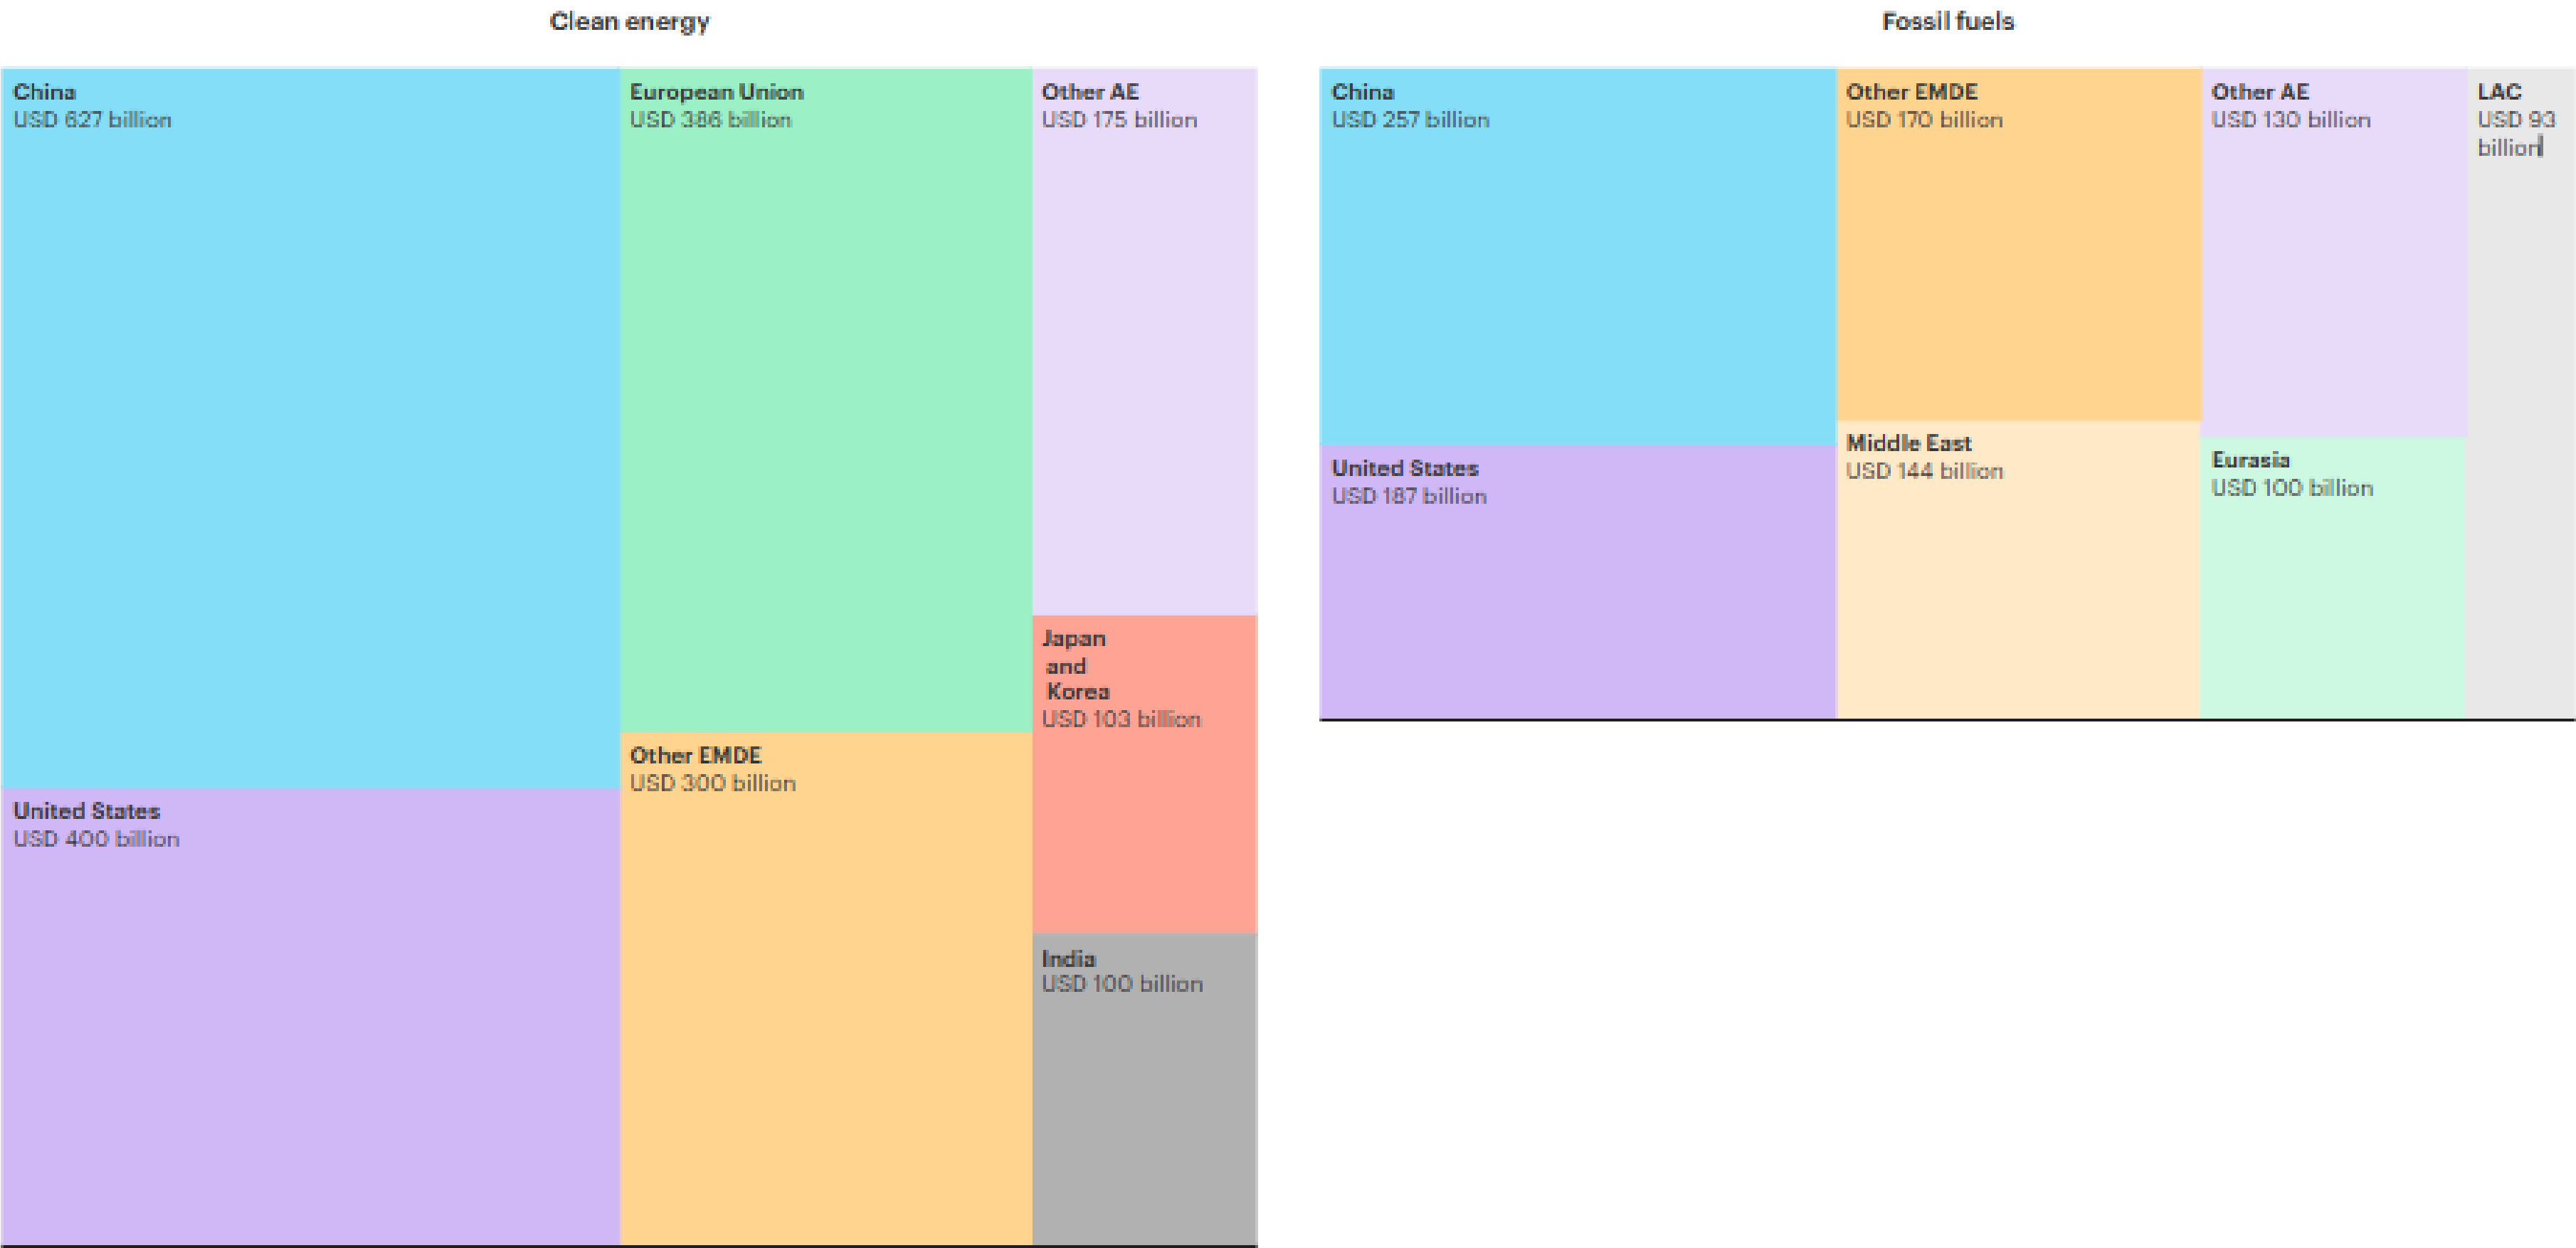 Clean energy
China
USD 627 billion
United States
USD 400 billion
European Union
USD 386 billion
Other EMDE
USD 300 billion
Other AE
USD 175 billion
Japan
and
Korea
USD 103 billion
India
USD 100 billion
Fossil fuels
China
USD 257 billion
United States
USD 187 billion
Other EMDE
USD 170 billion
Middle East
USD 144 billion
Other AE
USD 130 billion
Eurasia
USD 100 billion
LAC
USD 93
billion